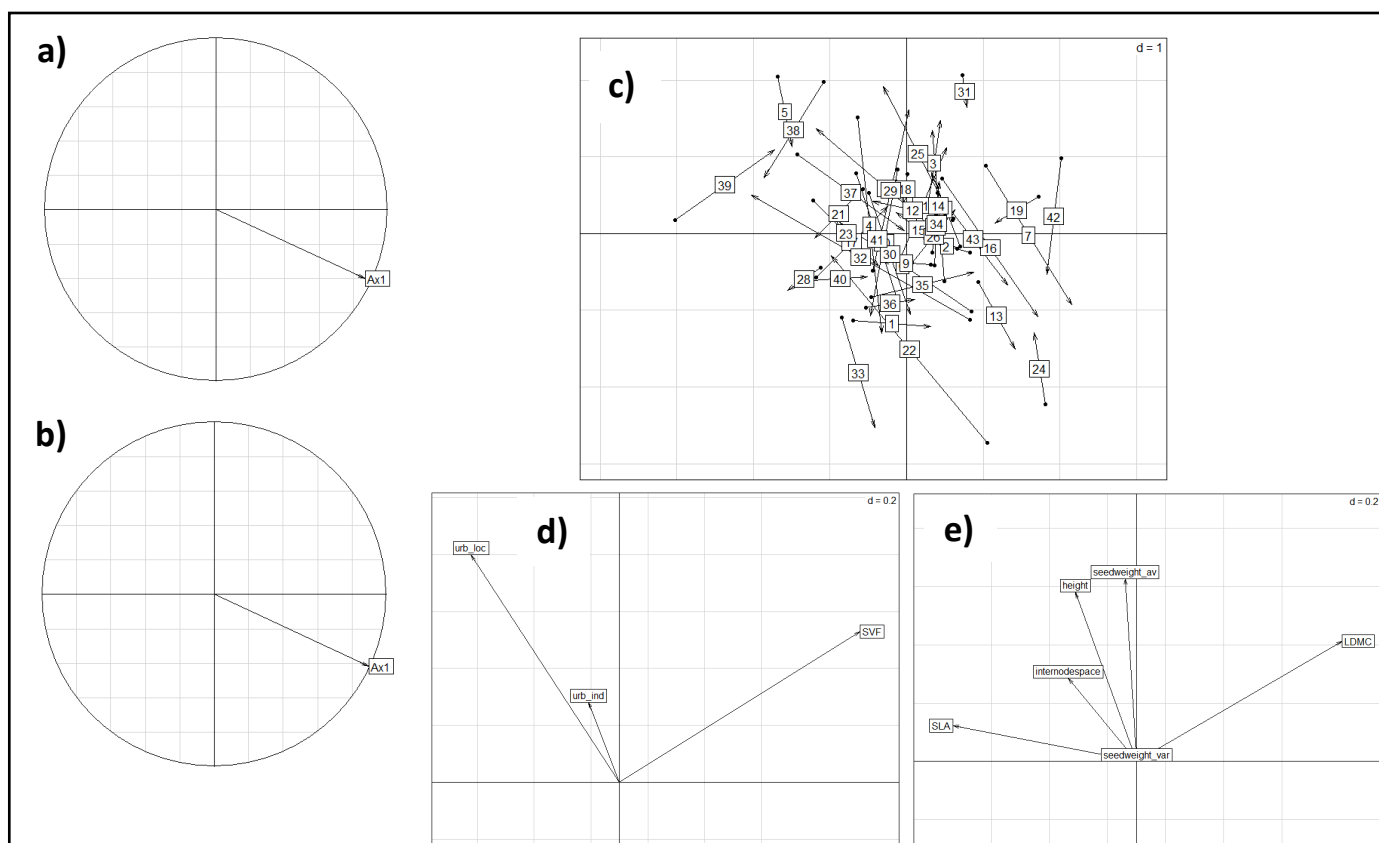 a)
Ax1
b)
Ax1
c)
d = 1
31
5
38
25
3
39
37
29
18
19
42
21
12
14
4
7
23
15
34
41
26
2
43
16
32
30
9
28
40
35
36
13
1
22
33
24
d)
d = 0.2
urb_loc
SVF
urb_ind
e)
d = 0.2
seedweight_av
height
LDMC
internodespace
SLA
seedweight_var